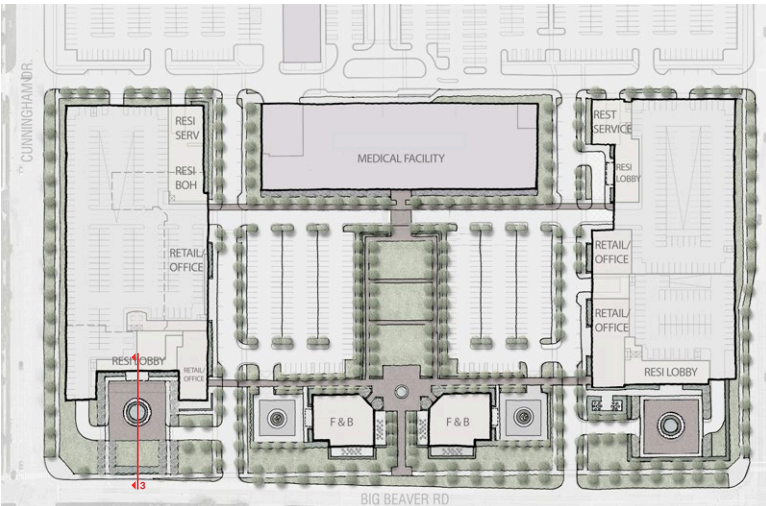 CUNNINGHAM DR.
RESI
SERV
RESI
BOH
RETAIL/
OFFICE
RESI LOBBY
RETAIL/
OFFICE
3
MEDICAL FACILITY
F & B
F & B
REST
SERVICE
RESI
LOBBY
RETAIL/
OFFICE
RETAIL/
OFFICE
RESI LOBBY
BIG BEAVER RD